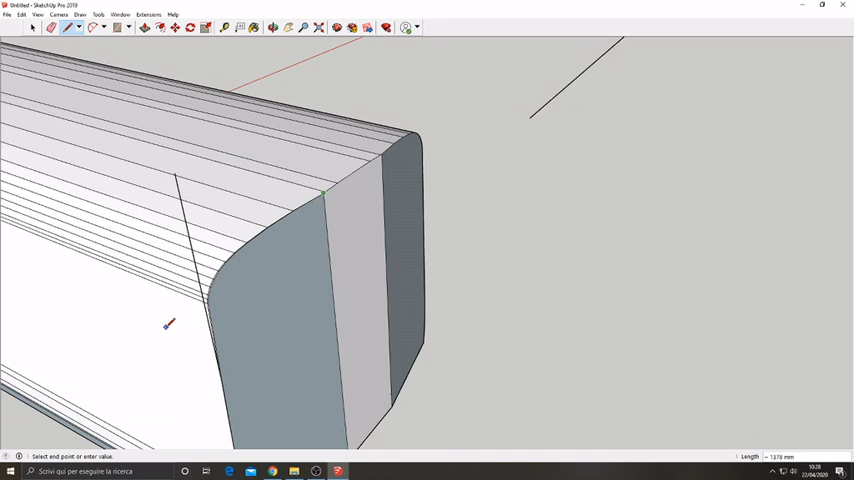 Untitled - SketchUp Pro 2019
File Edit View Camera Draw Tools Window Extensions Help
Select end point or enter value.
Length ~ 1378 mm
Scrivi qui per eseguire la ricerca
10:28
22/04/2020